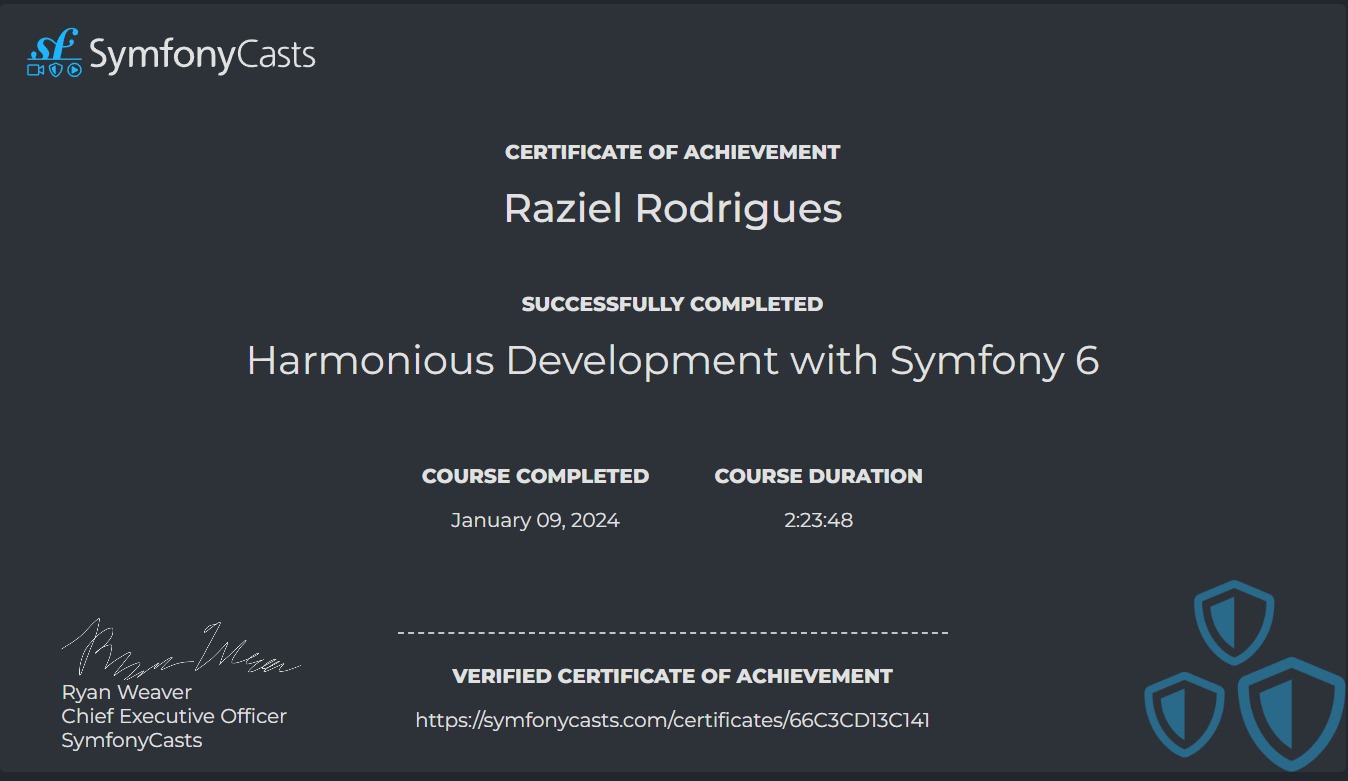 SymfonyCasts
CERTIFICATE OF ACHIEVEMENT
Raziel Rodrigues
SUCCESSFULLY COMPLETED
Harmonious Development with Symfony 6
COURSE COMPLETED
January 09, 2024
COURSE DURATION
2:23:48
Ryan Weaver
Ryan Weaver
Chief Executive Officer
SymfonyCasts
VERIFIED CERTIFICATE OF ACHIEVEMENT
https://symfonycasts.com/certificates/66C3CD13C141